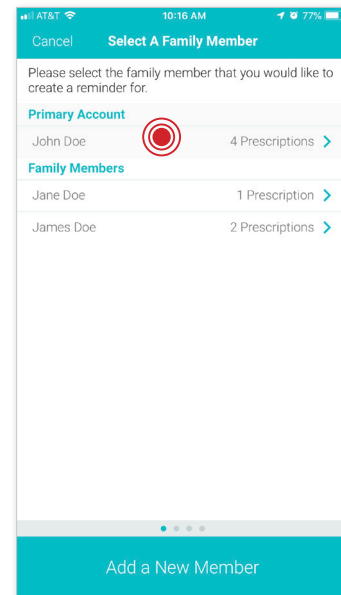 AT&T 10:16 AM 77%
Cancel Select A Family Member
Please select the family member that you would like to
create a reminder for.
Primary Account
John Doe 4 Prescriptions
Family Members
Jane Doe 1 Prescription
James Doe 2 Prescriptions
Add a New Member